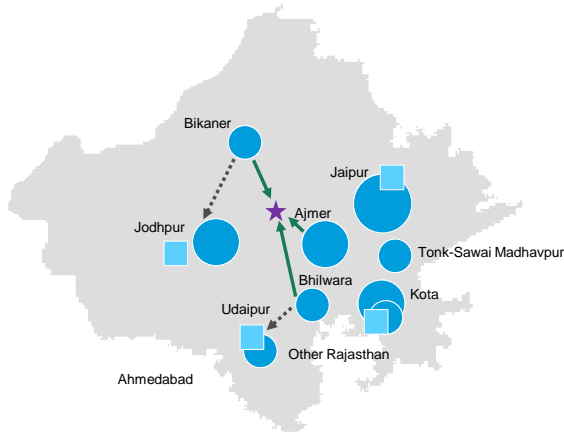 Bikaner
Jaipur
Ajmer
Jodhpur
Tonk-Sawai Madhavpur
Bhilwara
Kota
Udaipur
Other Rajasthan
Ahmedabad